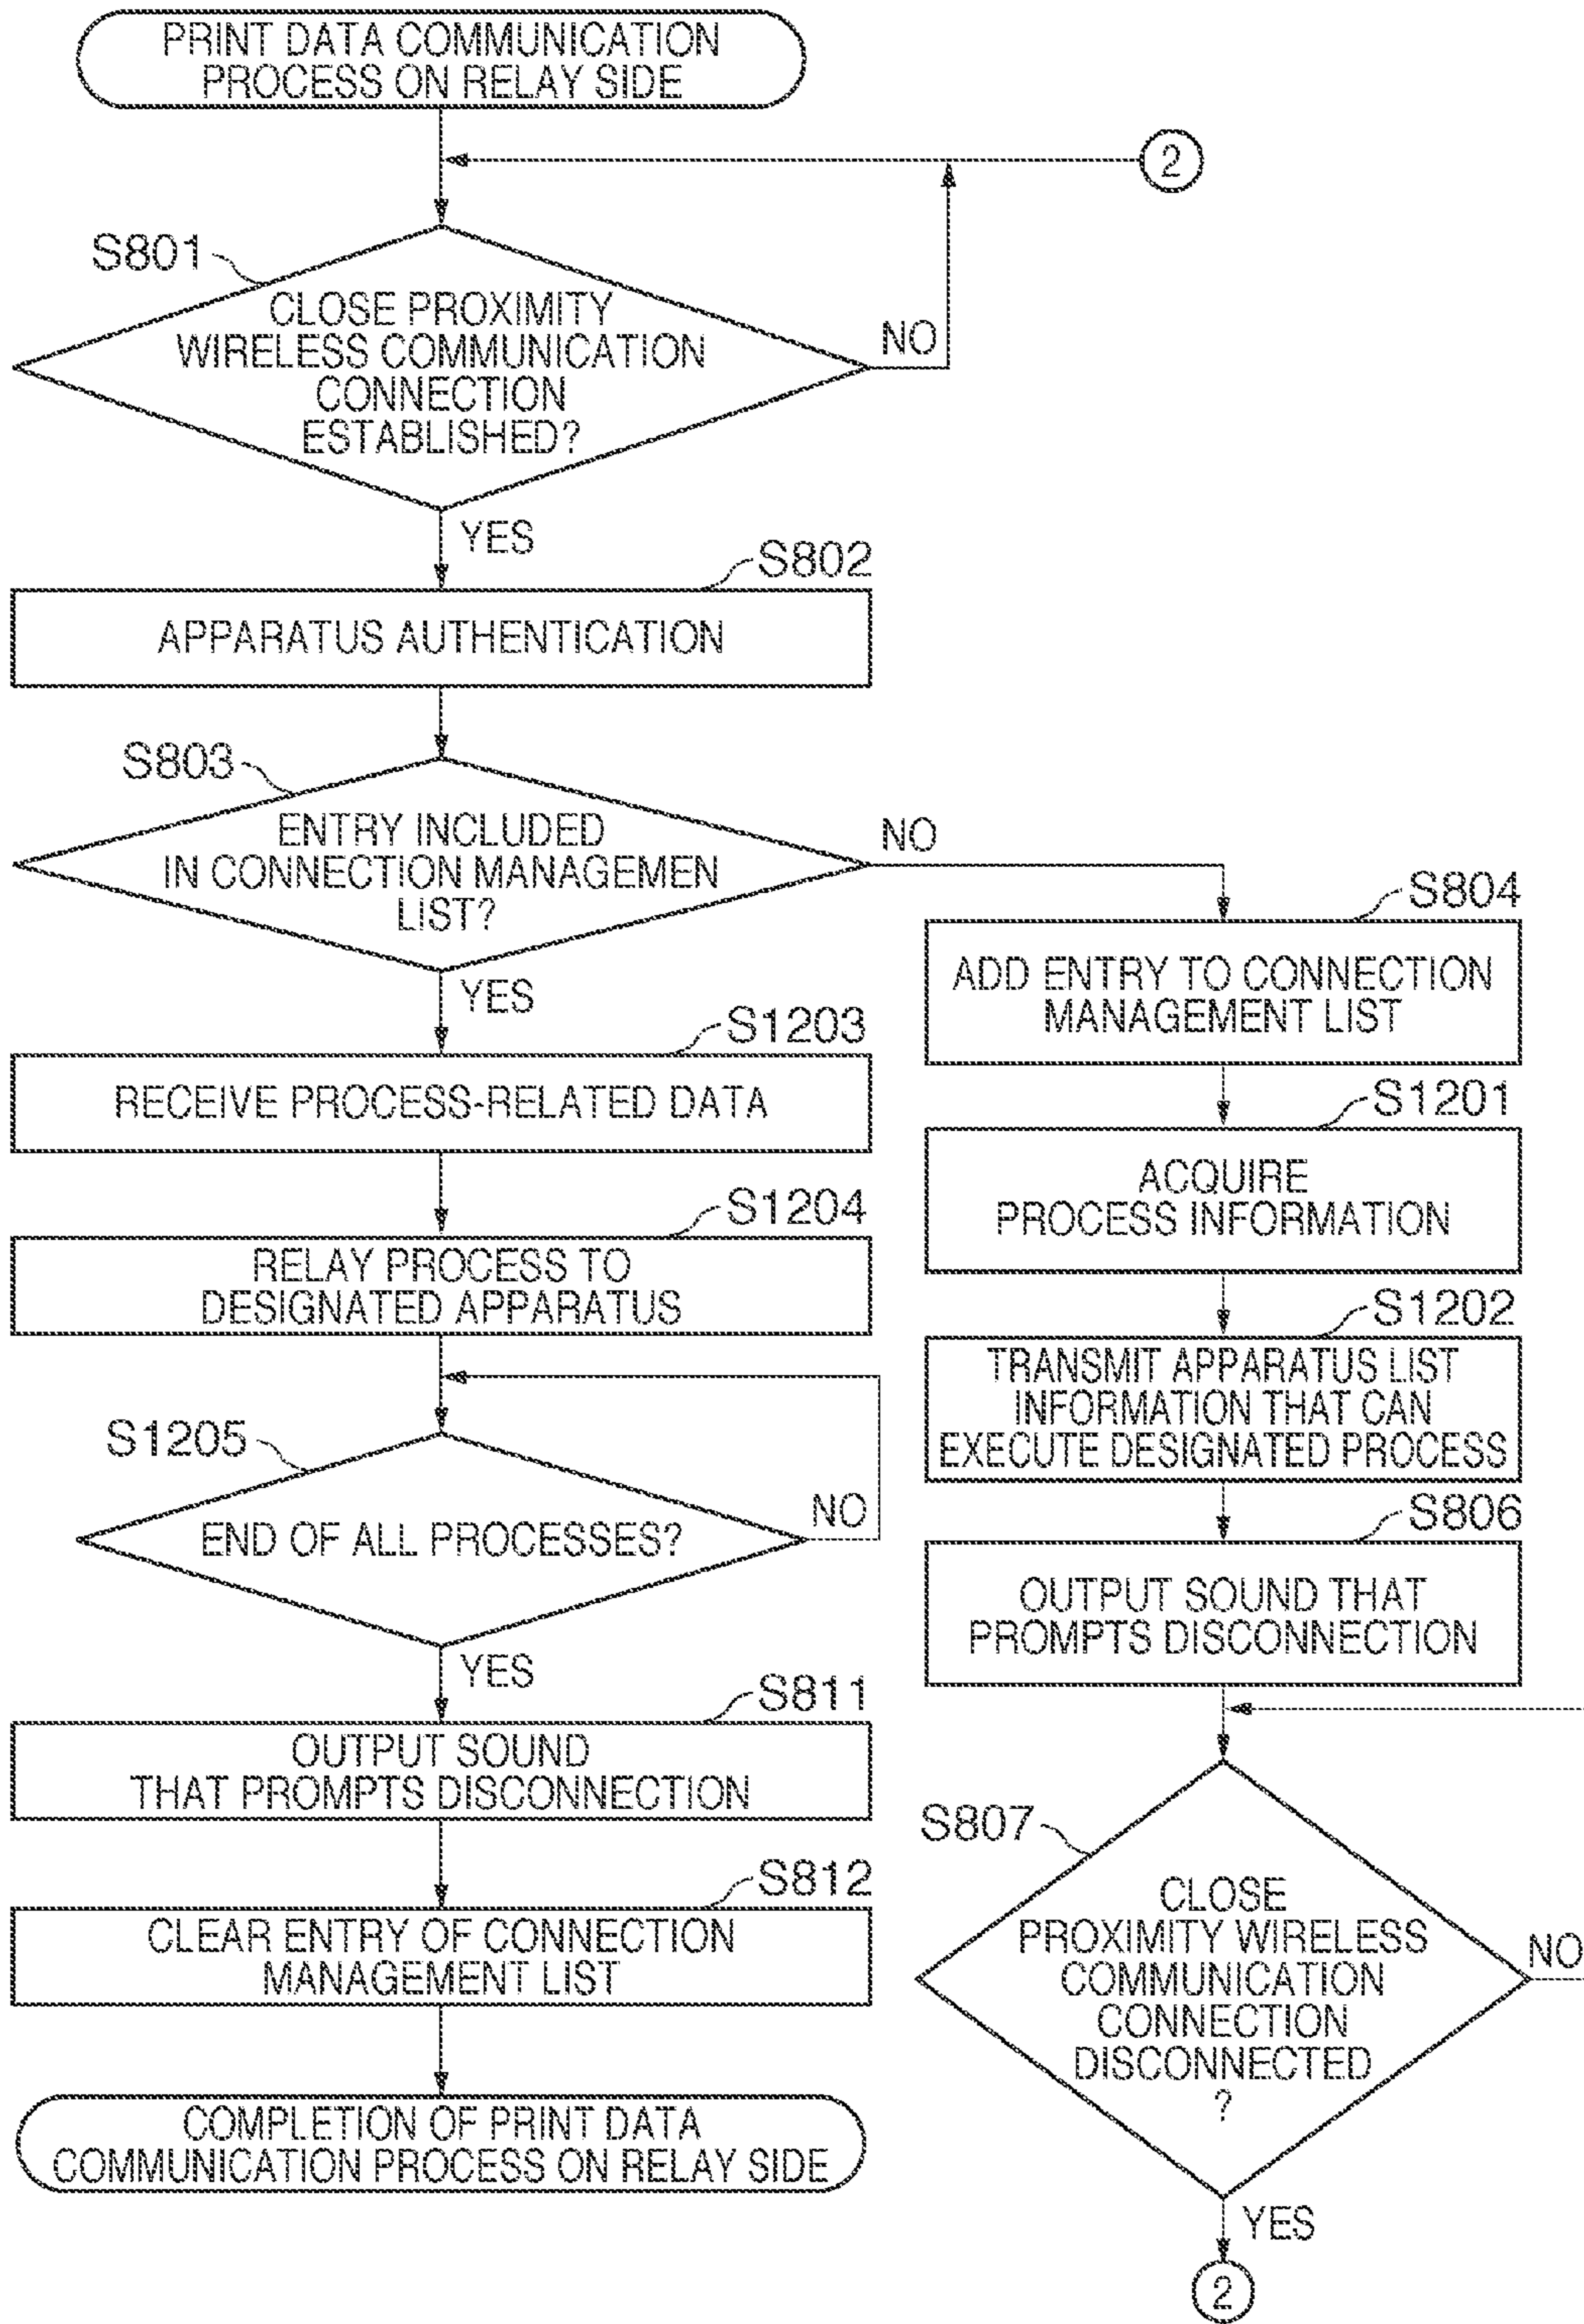 PRINT DATA COMMUNICATION
PROCESS ON RELAY SIDE
2
S801
CLOSE PROXIMITY
WIRELESS COMMUNICATION
CONNECTION
ESTABLISHED?
NO
YES
S802
APPARATUS AUTHENTICATION
S803
ENTRY INCLUDED
IN CONNECTION MANAGEMEN
LIST?
NO
YES
S1203
RECEIVE PROCESS-RELATED DATA
S1204
RELAY PROCESS TO
DESIGNATED APPARATUS
S1205
END OF ALL PROCESSES?
NO
YES
S811
OUTPUT SOUND
THAT PROMPTS DISCONNECTION
S812
CLEAR ENTRY OF CONNECTION
MANAGEMENT LIST
COMPLETION OF PRINT DATA
COMMUNICATION PROCESS ON RELAY SIDE
S804
ADD ENTRY TO CONNECTION
MANAGEMENT LIST
S1201
ACQUIRE
PROCESS INFORMATION
S1202
TRANSMIT APPARATUS LIST
INFORMATION THAT CAN
EXECUTE DESIGNATED PROCESS
S806
OUTPUT SOUND THAT
PROMPTS DISCONNECTION
S807
CLOSE
PROXIMITY WIRELESS
COMMUNICATION
CONNECTION
DISCONNECTED
?
NO
YES
2